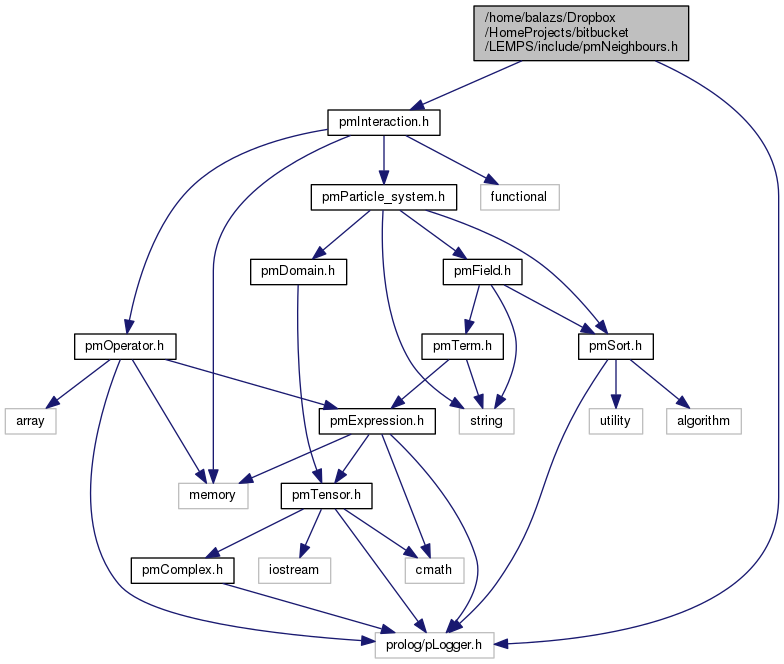 /home/balazs/Dropbox
/HomeProjects/bitbucket
/LEMPS/include/pmNeighbours.h
pmInteraction.h
pmParticle_system.h
functional
pmDomain.h
pmField.h
pmOperator.h
pmTerm.h
pmSort.h
array
pmExpression.h
string
utility
algorithm
memory
pmTensor.h
pmComplex.h
iostream
cmath
prolog/pLogger.h